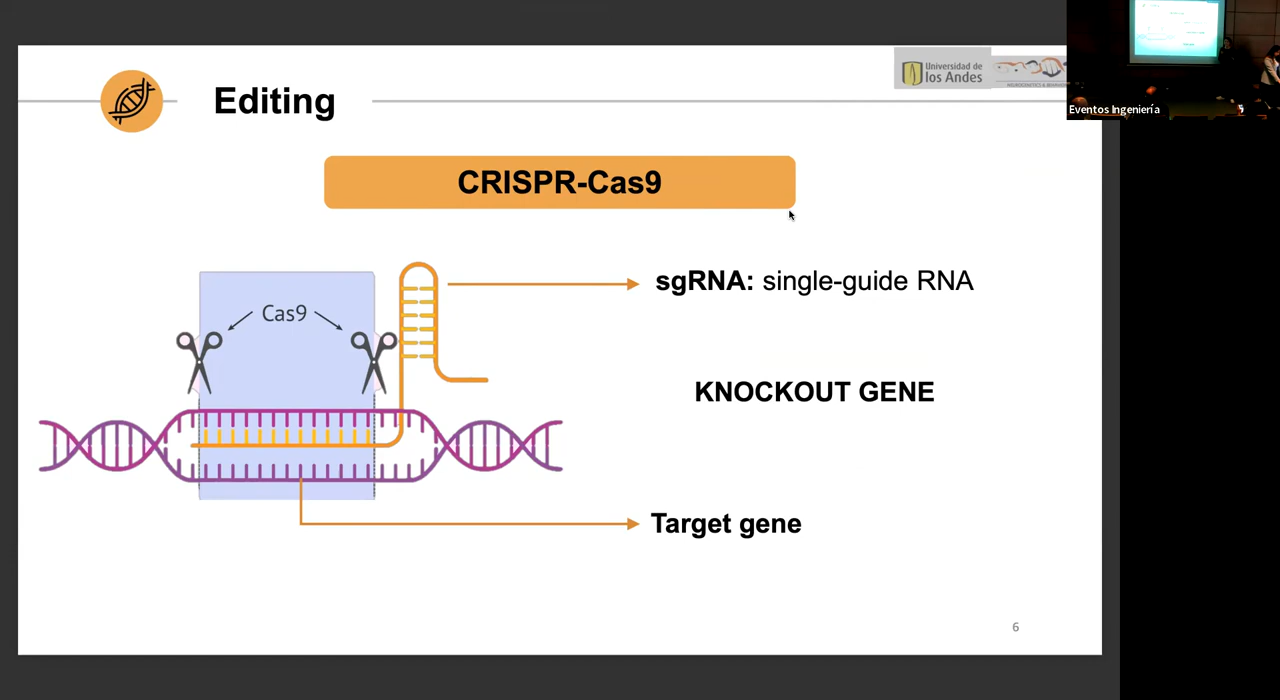 Editing
Universidad de
los Andes
Eventos Ingeniería
CRISPR-Cas9
sgRNA: single-guide RNA
Cas9
KNOCKOUT GENE
Target gene
6